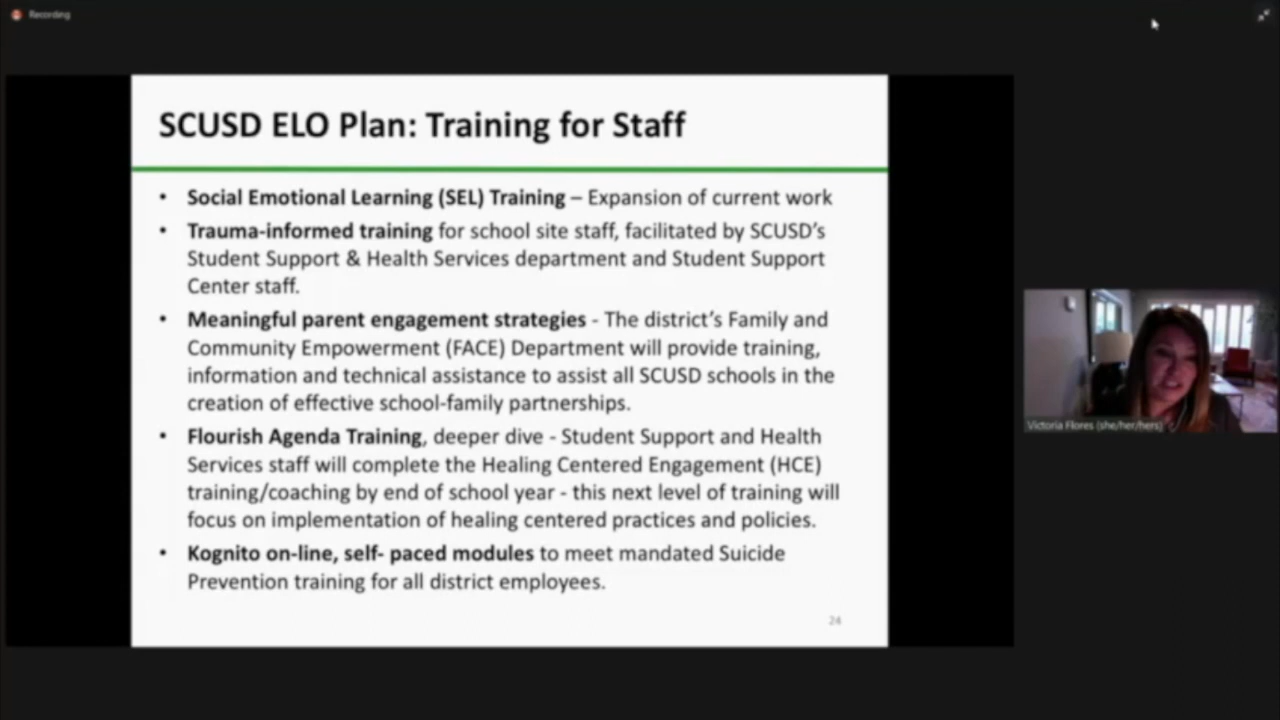 Recording
SCUSD ELO Plan: Training for Staff
• Social Emotional Learning (SEL) Training – Expansion of current work
• Trauma-informed training for school site staff, facilitated by SCUSD's
Student Support & Health Services department and Student Support
Center staff.
• Meaningful parent engagement strategies - The district's Family and
Community Empowerment (FACE) Department will provide training,
information and technical assistance to assist all SCUSD schools in the
creation of effective school-family partnerships.
• Flourish Agenda Training, deeper dive - Student Support and Health
Services staff will complete the Healing Centered Engagement (HCE)
training/coaching by end of school year - this next level of training will
focus on implementation of healing centered practices and policies.
• Kognito on-line, self- paced modules to meet mandated Suicide
Prevention training for all district employees.
24
Victoria Flores (she/her/hers)